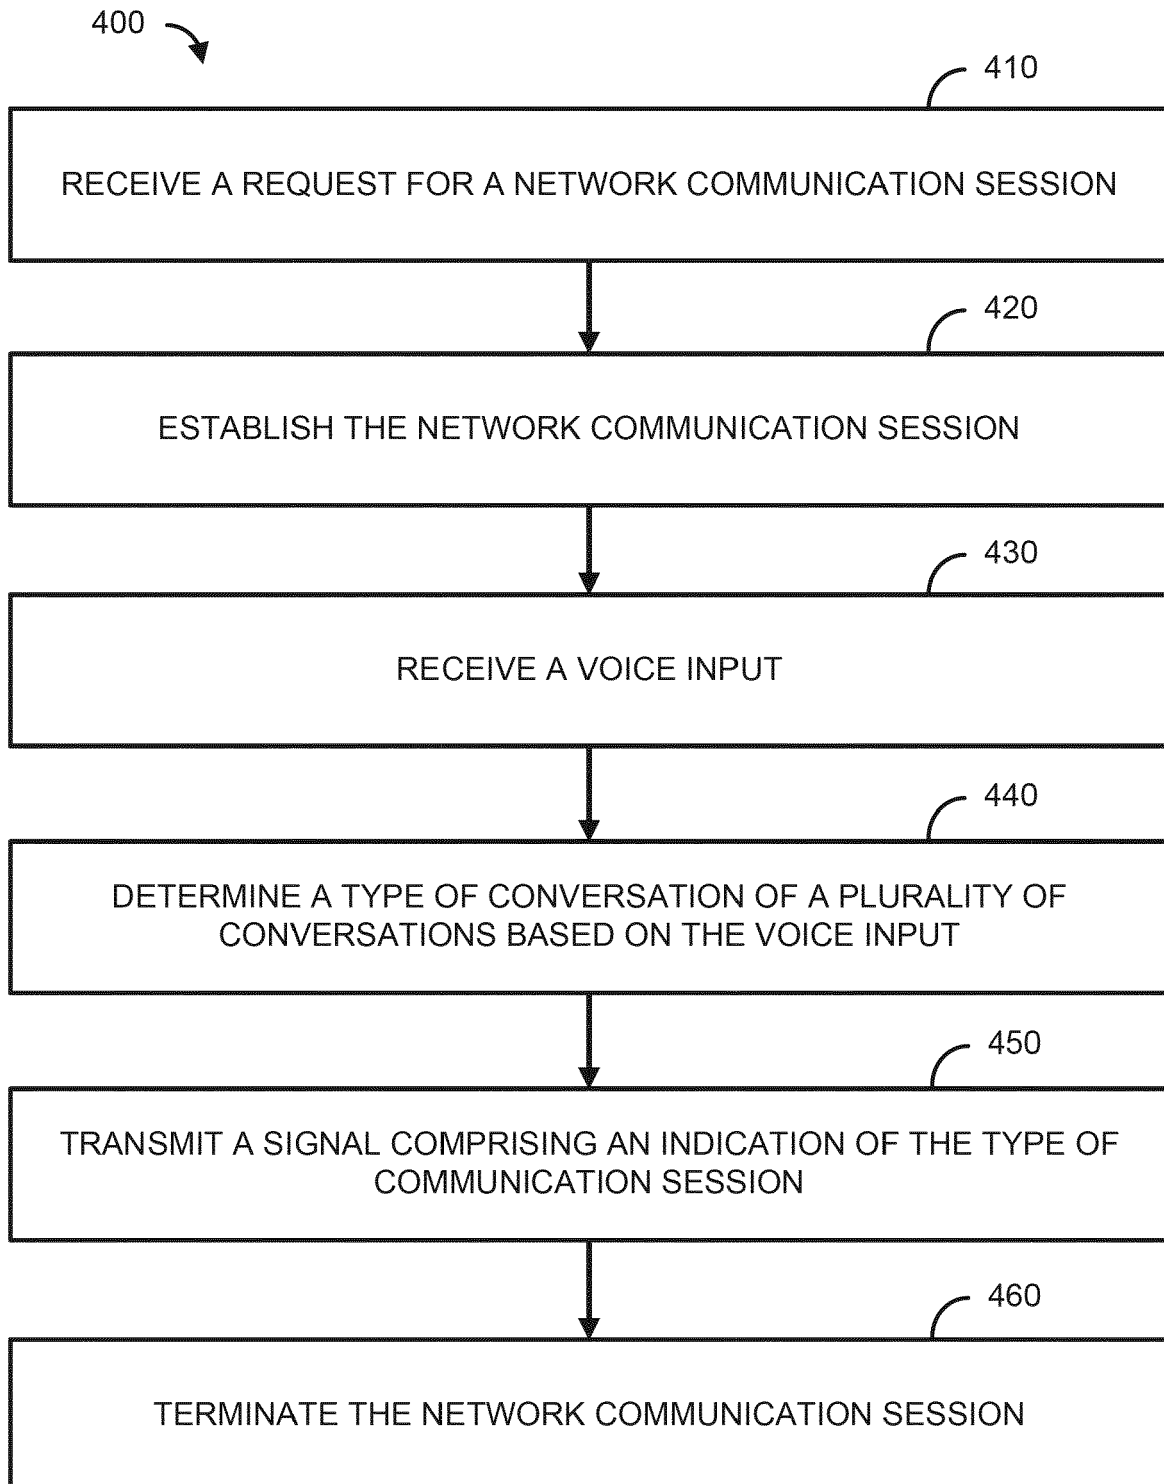 400
410
RECEIVE A REQUEST FOR A NETWORK COMMUNICATION SESSION
420
ESTABLISH THE NETWORK COMMUNICATION SESSION
430
RECEIVE A VOICE INPUT
440
DETERMINE A TYPE OF CONVERSATION OF A PLURALITY OF
CONVERSATIONS BASED ON THE VOICE INPUT
450
TRANSMIT A SIGNAL COMPRISING AN INDICATION OF THE TYPE OF
COMMUNICATION SESSION
460
TERMINATE THE NETWORK COMMUNICATION SESSION